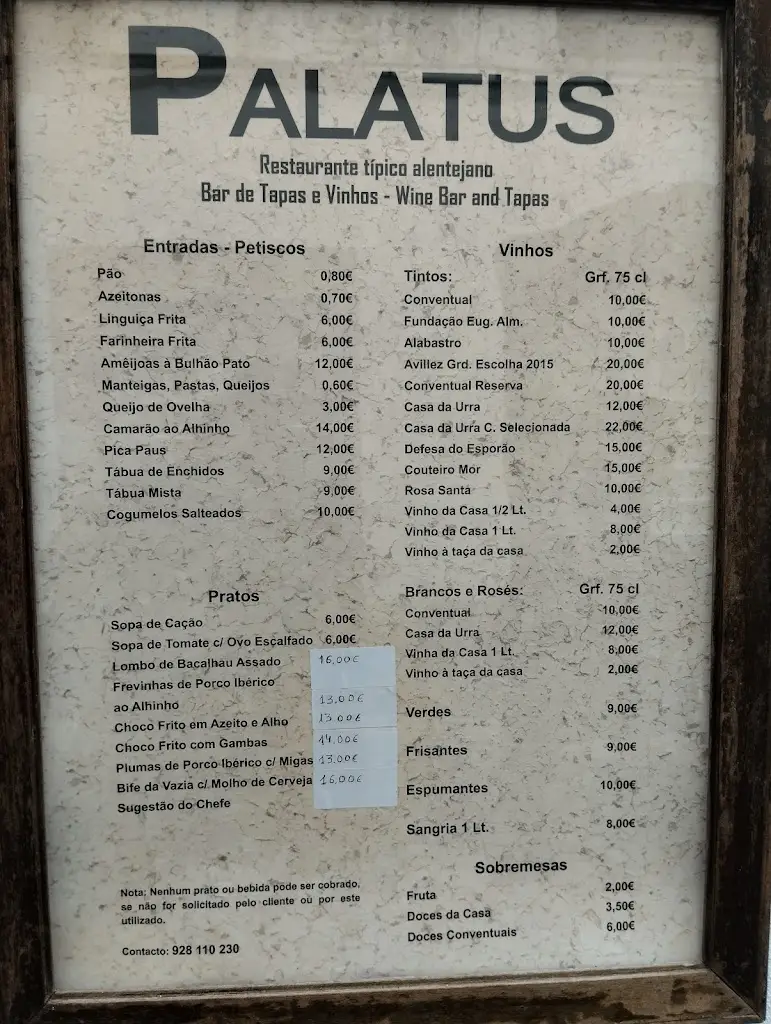 PALATUS
Restaurante típico alentejano
Bar de Tapas e Vinhos - Wine Bar and Tapas
Entradas - Petiscos
Pão 0,80€
Azeitonas 0,70€
Linguiça Frita 6,00€
Farinheira Frita 6,00€
Amêijoas à Bulhão Pato 12,00€
Manteigas, Pastas, Queijos 0,60€
Queijo de Ovelha 3,00€
Camarão ao Alhinho 14,00€
Pica Paus 12,00€
Tábua de Enchidos 9,00€
Tábua Mista 9,00€
Cogumelos Salteados 10,00€
Pratos
Sopa de Cação 6,00€
Sopa de Tomate c/ Ovo Escalfado 6,00€
Lombo de Bacalhau Assado 16,00€
Frevinhas de Porco Ibérico
ao Alhinho 13,00€
Choco Frito em Azeito e Alho 13,00€
Choco Frito com Gambas 14,00€
Plumas de Porco Ibérico c/ Migas 13,00€
Bife da Vazia c/ Molho de Cerveja 16,00€
Sugestão do Chefe
Nota: Nenhum prato ou bebida pode ser cobrado,
se não for solicitado pelo cliente ou por este
utilizado.
Contacto: 928 110 230
Vinhos
Tintos: Grf. 75 cl
Conventual 10,00€
Fundação Eug. Alm. 10,00€
Alabastro 10,00€
Avillez Grd. Escolha 2015 20,00€
Conventual Reserva 20,00€
Casa da Urra 12,00€
Casa da Urra C. Selecionada 22,00€
Defesa do Esporão 15,00€
Couteiro Mor 15,00€
Rosa Santa 10,00€
Vinho da Casa 1/2 Lt. 4,00€
Vinho da Casa 1 Lt. 8,00€
Vinho à taça da casa 2,00€
Brancos e Rosés: Grf. 75 cl
Conventual 10,00€
Casa da Urra 12,00€
Vinha da Casa 1 Lt. 8,00€
Vinho à taça da casa 2,00€
Verdes 9,00€
Frisantes 9,00€
Espumantes 10,00€
Sangria 1 Lt. 8,00€
Sobremesas
Fruta 2,00€
Doces da Casa 3,50€
Doces Conventuais 6,00€